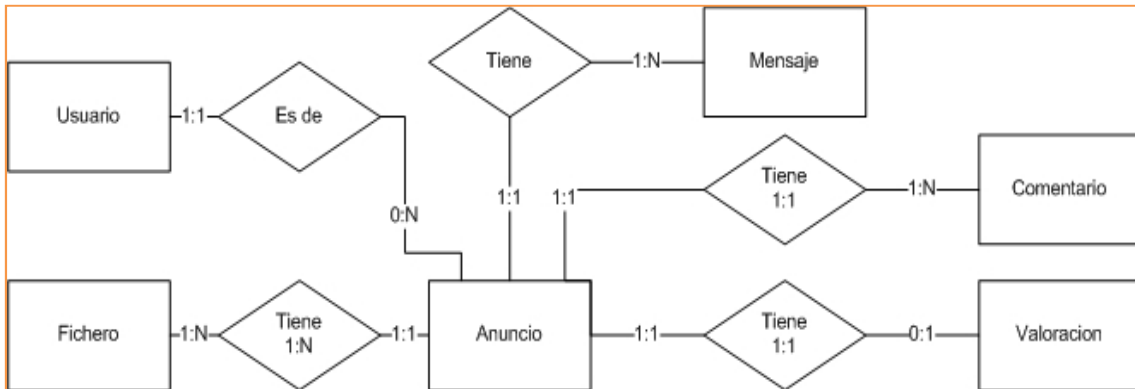 Tiene
1:N
Mensaje
Usuario
1:1
Es de
1:1
0:N
1:1
Tiene
1:1
1:N
Comentario
Fichero
1:N
Tiene
1:N
1:1
Anuncio
1:1
Tiene
1:1
0:1
Valoracion